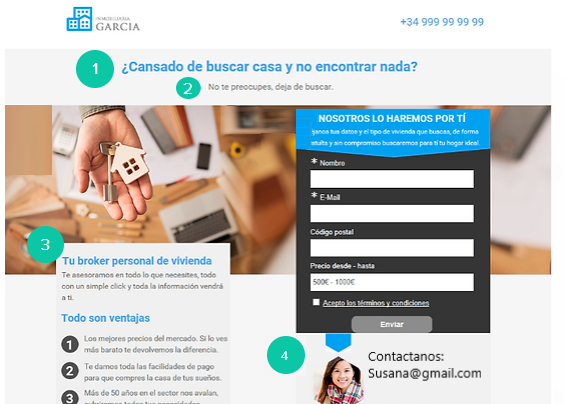 INMOBILIARIA
GARCIA
+34 999 99 99 99
1
¿Cansado de buscar casa y no encontrar nada?
2
No te preocupes, deja de buscar.
NOSOTROS LO HAREMOS POR TÍ
tus datos y el tipo de vivienda que buscas, de forma
y sin compromiso buscaremos para ti tu hogar ideal.
* Nombre
* E-Mail
Código postal
Precio desde - hasta
500€ - 1000€
Acepto los términos y condiciones
Enviar
3
Tu broker personal de vivienda
Te asesoramos en todo lo que necesites, todo
con un simple click y toda la información vendrá
a ti.
Todo son ventajas
1 Los mejores precios del mercado. Si lo ves
más barato te devolvemos la diferencia.
2 Te damos toda las facilidades de pago
para que compres la casa de tus sueños.
3 Más de 50 años en el sector nos avalan,
4
Contactanos:
Susana@gmail.com